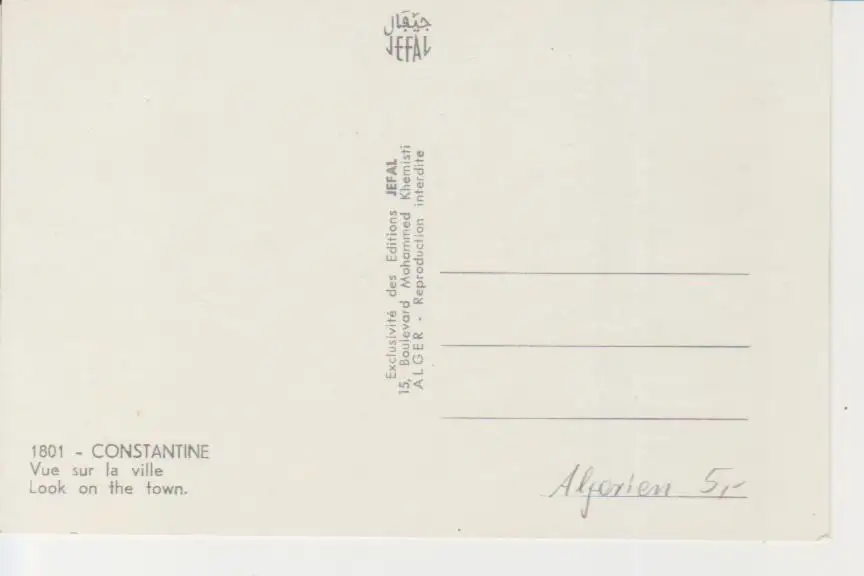 جيفال
JEFAL
Exclusivité des Editions JEFAL
15, Boulevard Mohammed Khemisti
ALGER - Reproduction interdite
1801 - CONSTANTINE
Vue sur la ville
Look on the town.
Algerien 5,-